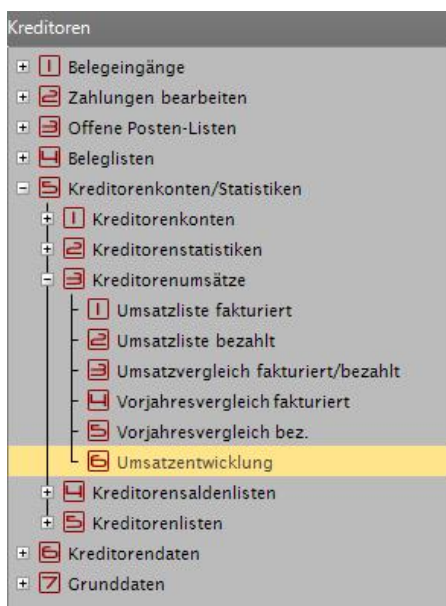 Kreditoren
1 Belegeingänge
2 Zahlungen bearbeiten
3 Offene Posten-Listen
4 Beleglisten
5 Kreditorenkonten/Statistiken
1 Kreditorenkonten
2 Kreditorenstatistiken
3 Kreditorenumsätze
1 Umsatzliste fakturiert
2 Umsatzliste bezahlt
3 Umsatzvergleich fakturiert/bezahlt
4 Vorjahresvergleich fakturiert
5 Vorjahresvergleich bez.
6 Umsatzentwicklung
4 Kreditorensaldenlisten
5 Kreditorenlisten
6 Kreditorendaten
7 Grunddaten